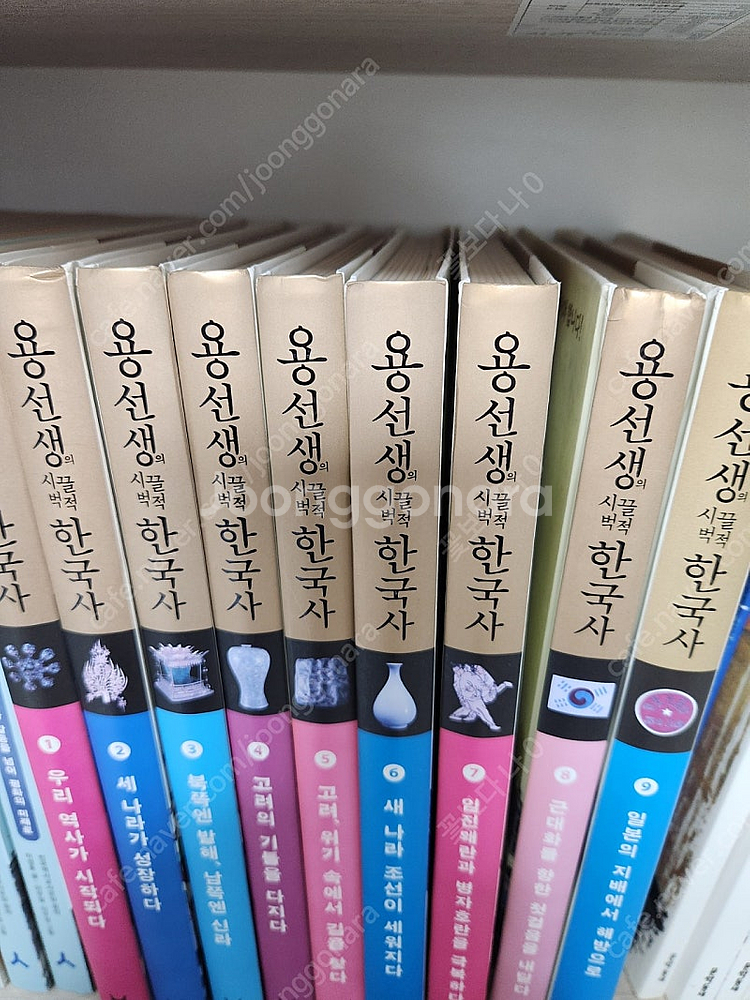 용선생의 시끌벅적 한국사
1 우리 역사가 시작되다
용선생의 시끌벅적 한국사
2 세 나라가 성장하다
용선생의 시끌벅적 한국사
3 북쪽엔 발해, 남쪽엔 신라
용선생의 시끌벅적 한국사
4 고려의 기틀을 다지다
용선생의 시끌벅적 한국사
5 고려, 위기 속에서 길을 찾다
용선생의 시끌벅적 한국사
6 새 나라 조선이 세워지다
용선생의 시끌벅적 한국사
7 임진왜란과 병자호란을 극복하다
용선생의 시끌벅적 한국사
8 근대화를 향한 첫걸음을 내딛다
용선생의 시끌벅적 한국사
9 일본의 지배에서 해방으로
joonggonara
cafe.naver.com/joonggonara
꽃보다나0